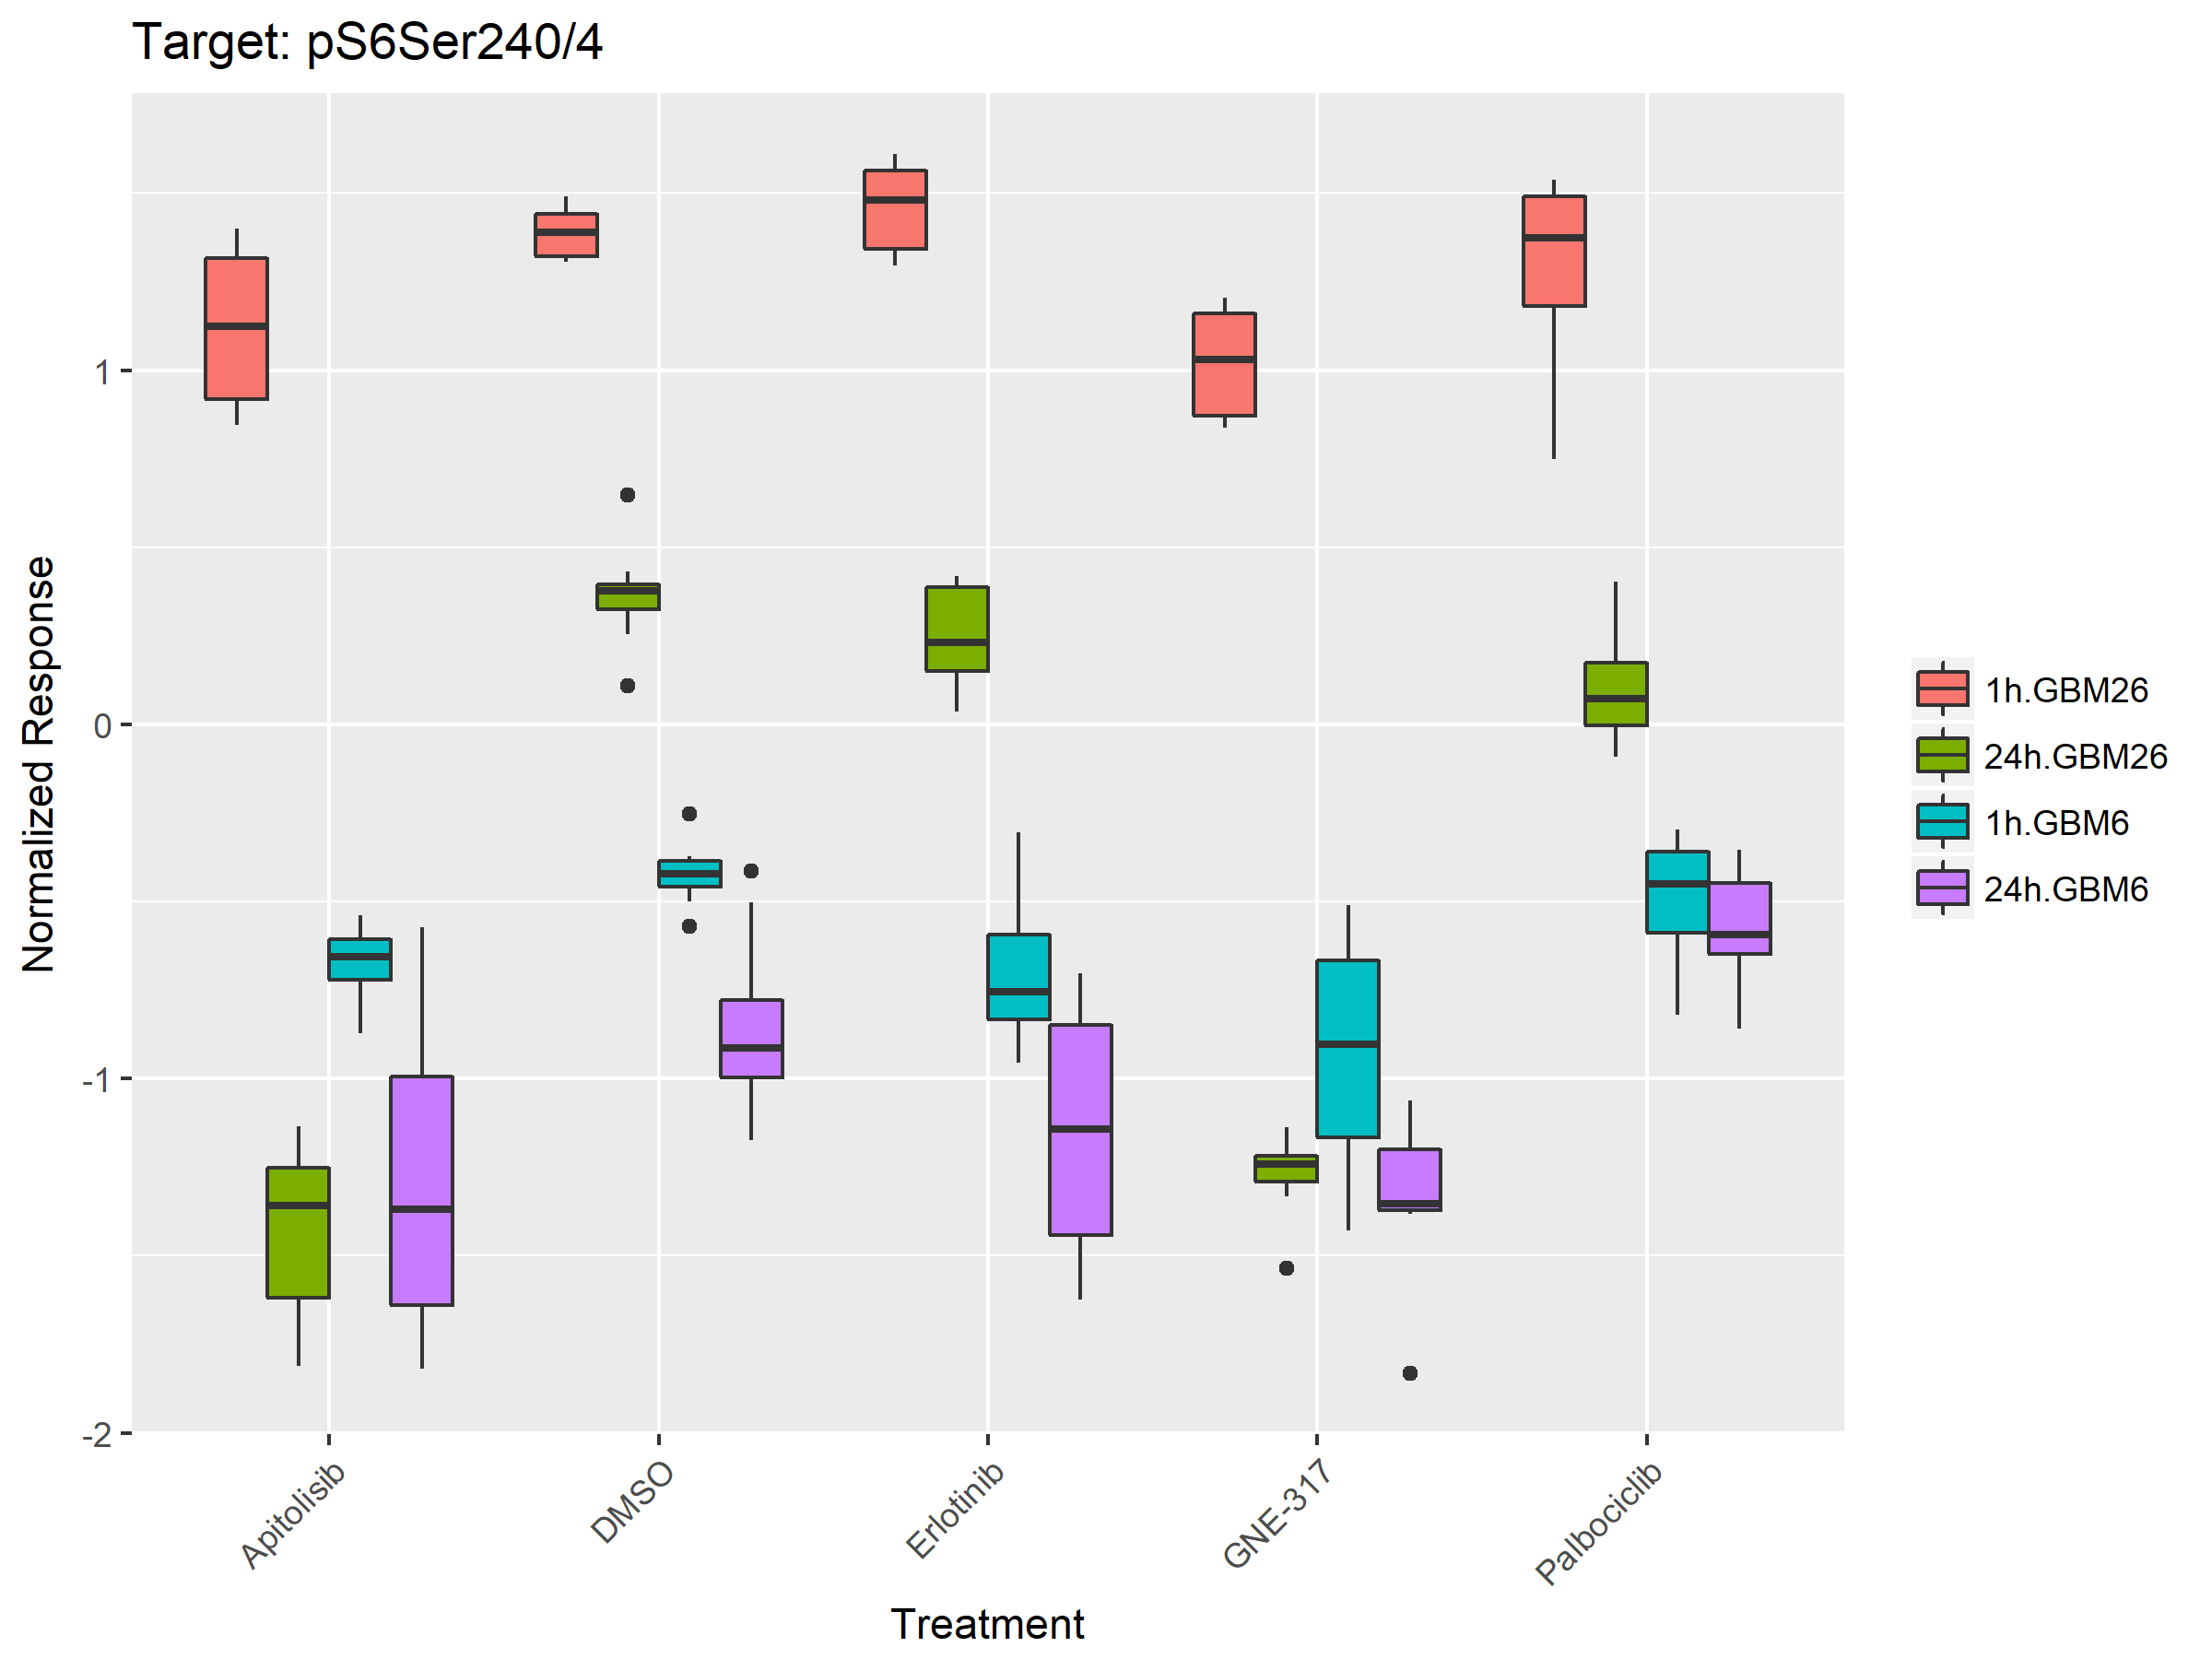 Target: pS6Ser240/4
Normalized Response
1
0
-1
-2
Apitolisib
DMSO
Erlotinib
GNE-317
Palbociclib
Treatment
1h.GBM26
24h.GBM26
1h.GBM6
24h.GBM6